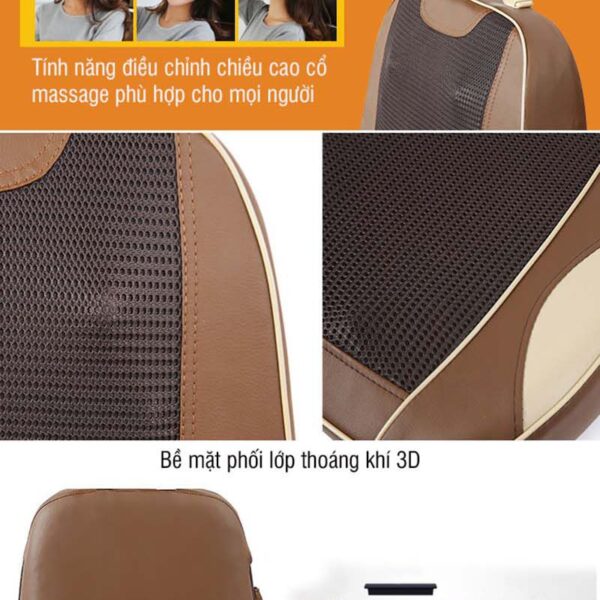 Tính năng điều chỉnh chiều cao cổ
massage phù hợp cho mọi người
Bề mặt phối lớp thoáng khí 3D